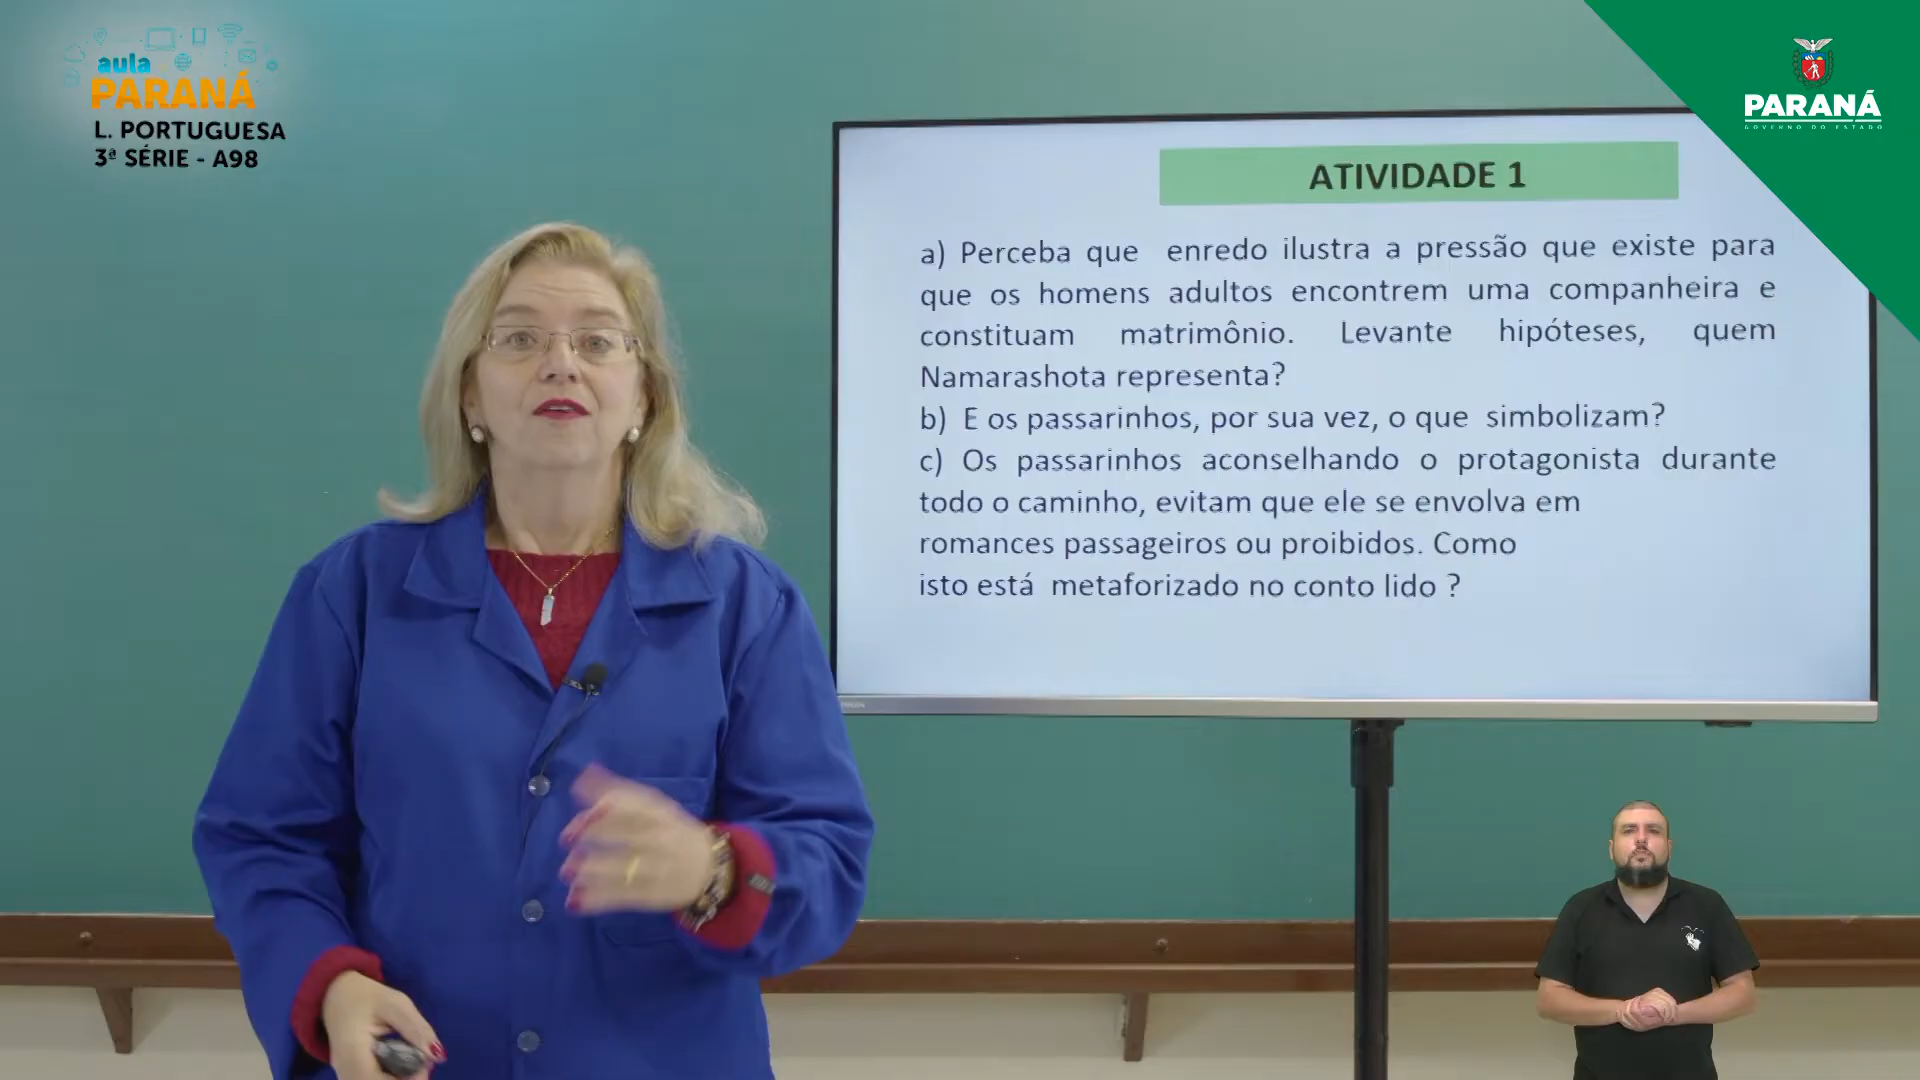 aula
PARANÁ
L. PORTUGUESA
3ª SÉRIE - A98
PARANÁ
GOVERNO DO ESTADO
ATIVIDADE 1
a) Perceba que enredo ilustra a pressão que existe para
que os homens adultos encontrem uma companheira e
constituam matrimônio. Levante hipóteses, quem
Namarashota representa?
b) E os passarinhos, por sua vez, o que simbolizam?
c) Os passarinhos aconselhando o protagonista durante
todo o caminho, evitam que ele se envolva em
romances passageiros ou proibidos. Como
isto está metaforizado no conto lido ?